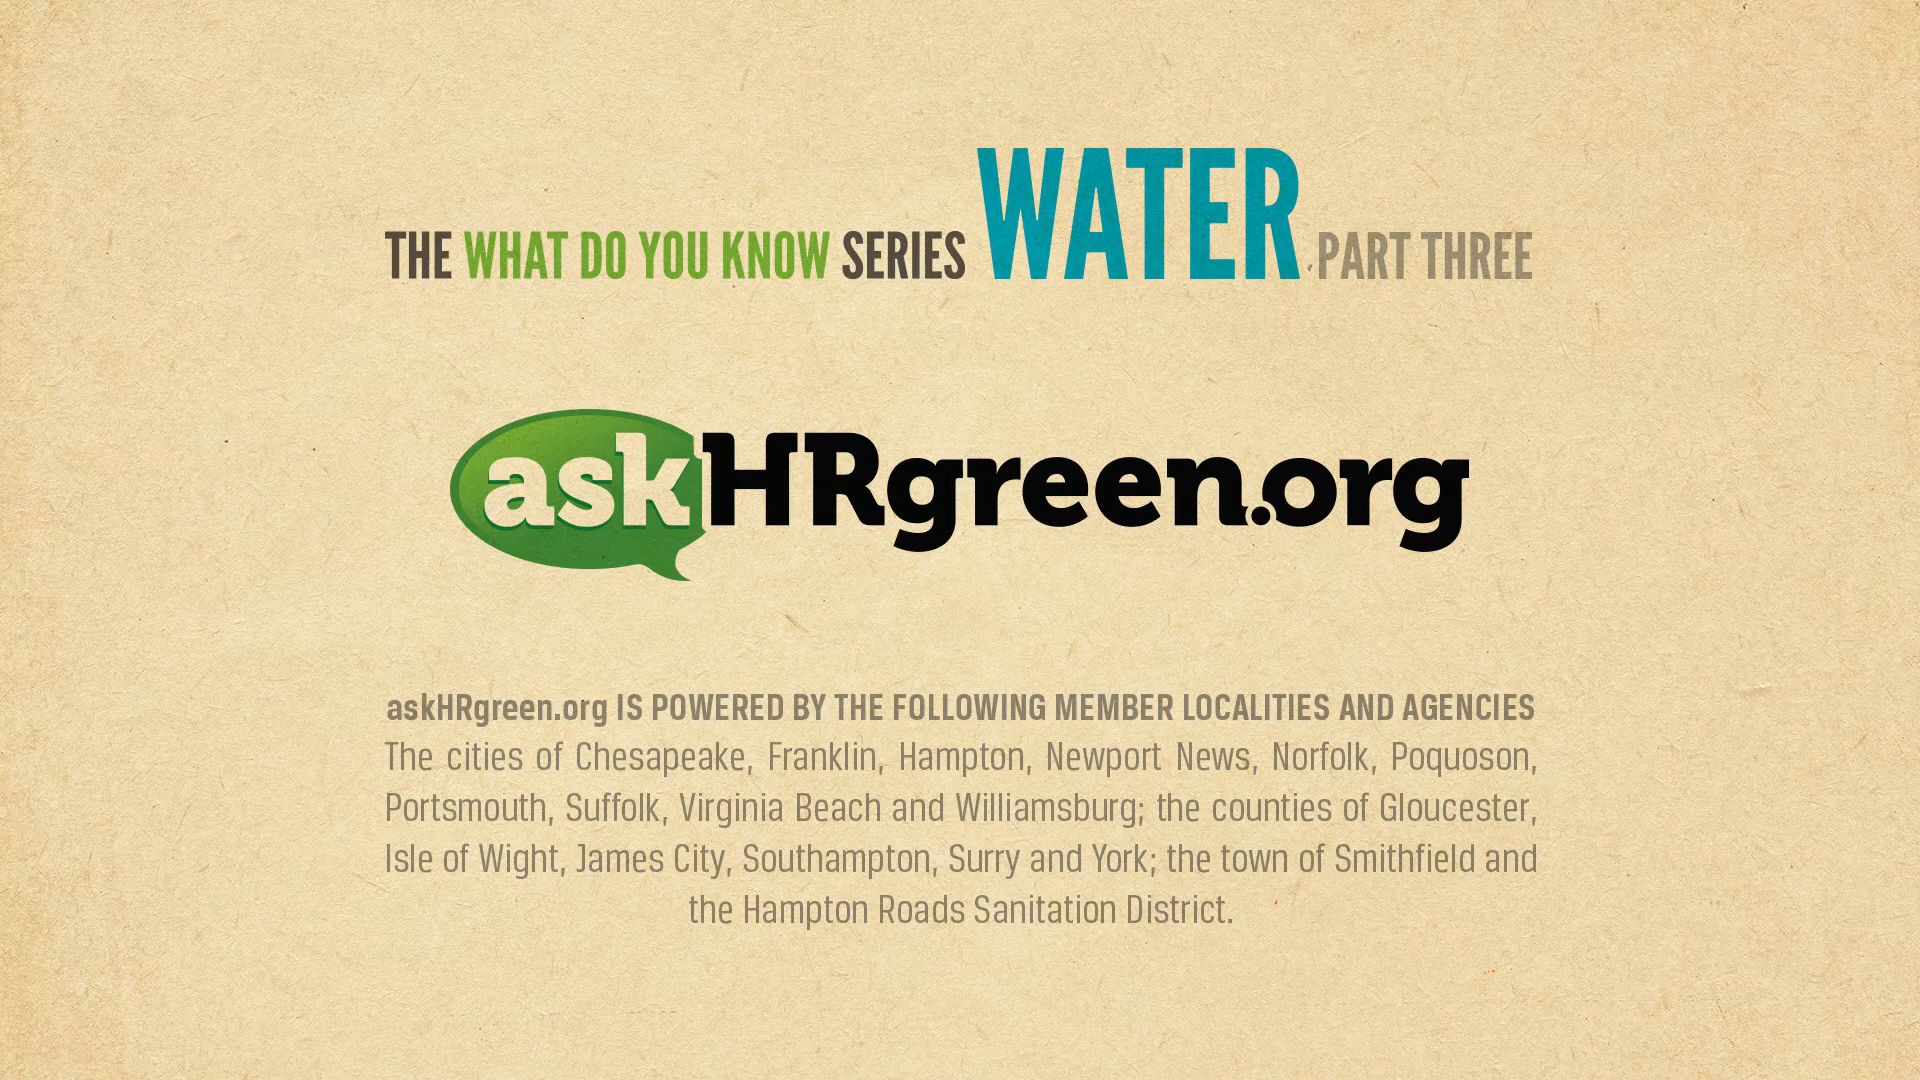 THE WHAT DO YOU KNOW SERIES WATER PART THREE
askHRgreen.org
askHRgreen.org IS POWERED BY THE FOLLOWING MEMBER LOCALITIES AND AGENCIES
The cities of Chesapeake, Franklin, Hampton, Newport News, Norfolk, Poquoson,
Portsmouth, Suffolk, Virginia Beach and Williamsburg; the counties of Gloucester,
Isle of Wight, James City, Southampton, Surry and York; the town of Smithfield and
the Hampton Roads Sanitation District.